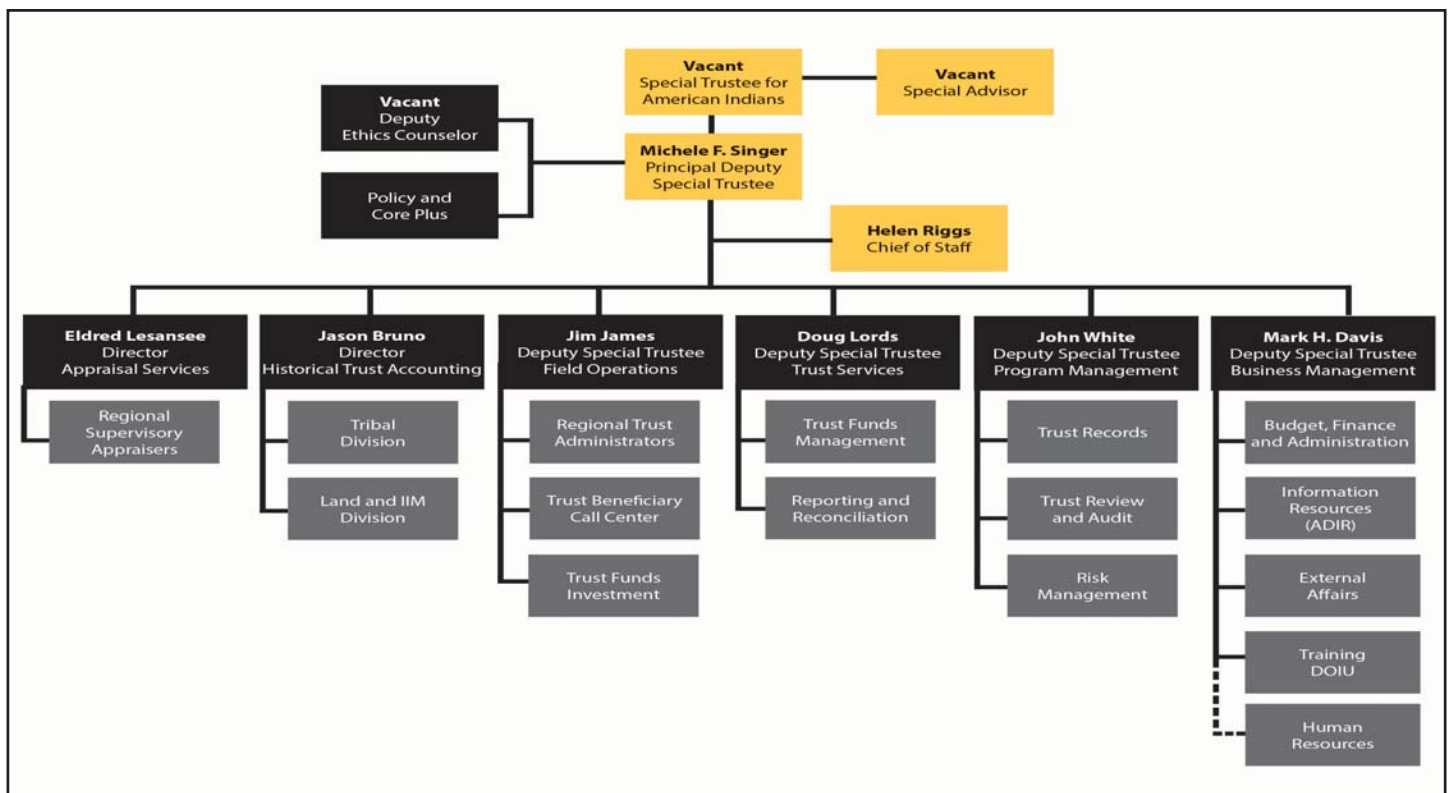 Vacant
Special Trustee for
American Indians
Vacant
Special Advisor
Vacant
Deputy
Ethics Counselor
Michele F. Singer
Principal Deputy
Special Trustee
Policy and
Core Plus
Helen Riggs
Chief of Staff
Eldred Lesansee
Director
Appraisal Services
Jason Bruno
Director
Historical Trust Accounting
Jim James
Deputy Special Trustee
Field Operations
Doug Lords
Deputy Special Trustee
Trust Services
John White
Deputy Special Trustee
Program Management
Mark H. Davis
Deputy Special Trustee
Business Management
Regional
Supervisory
Appraisers
Tribal
Division
Land and IIM
Division
Regional Trust
Administrators
Trust Beneficiary
Call Center
Trust Funds
Investment
Trust Funds
Management
Reporting and
Reconciliation
Trust Records
Trust Review
and Audit
Risk
Management
Budget, Finance
and Administration
Information
Resources
(ADIR)
External
Affairs
Training
DOIU
Human
Resources